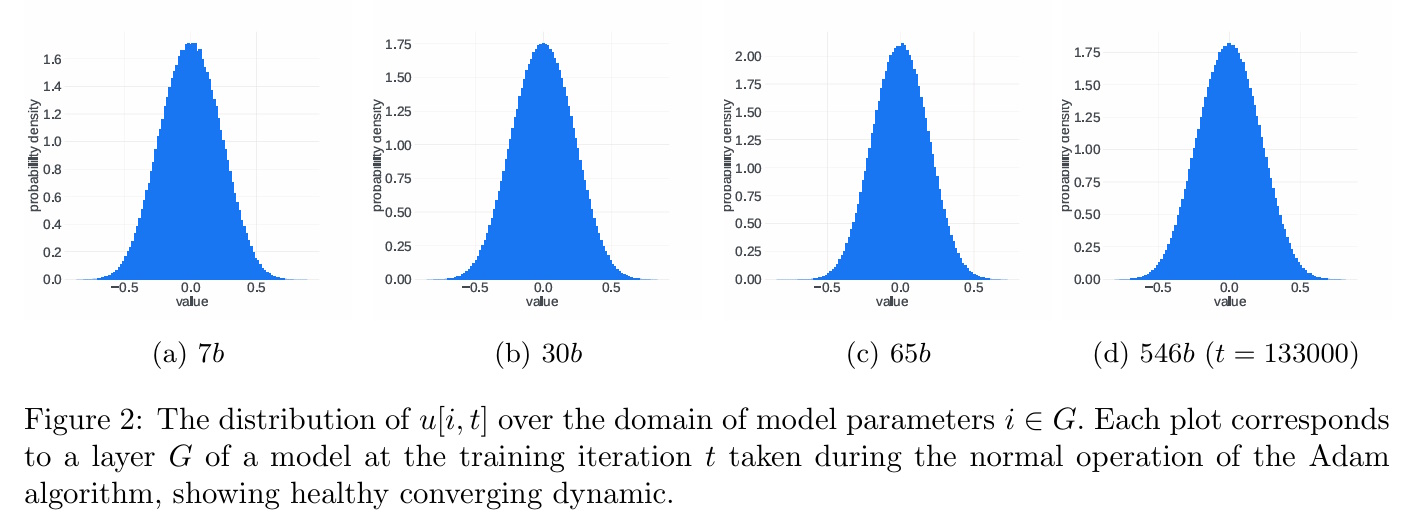 1.6
1.4
1.2
1.0
0.8
0.6
0.4
0.2
0.0
probability density
−0.5 0.0 0.5
value
1.75
1.50
1.25
1.00
0.75
0.50
0.25
0.00
probability density
−0.5 0.0 0.5
value
2.00
1.75
1.50
1.25
1.00
0.75
0.50
0.25
0.00
probability density
−0.5 0.0 0.5
value
1.75
1.50
1.25
1.00
0.75
0.50
0.25
0.00
probability density
−0.5 0.0 0.5
value
(a) 7b
(b) 30b
(c) 65b
(d) 546b (t = 133000)
Figure 2: The distribution of u[i, t] over the domain of model parameters i ∈ G. Each plot corresponds
to a layer G of a model at the training iteration t taken during the normal operation of the Adam
algorithm, showing healthy converging dynamic.